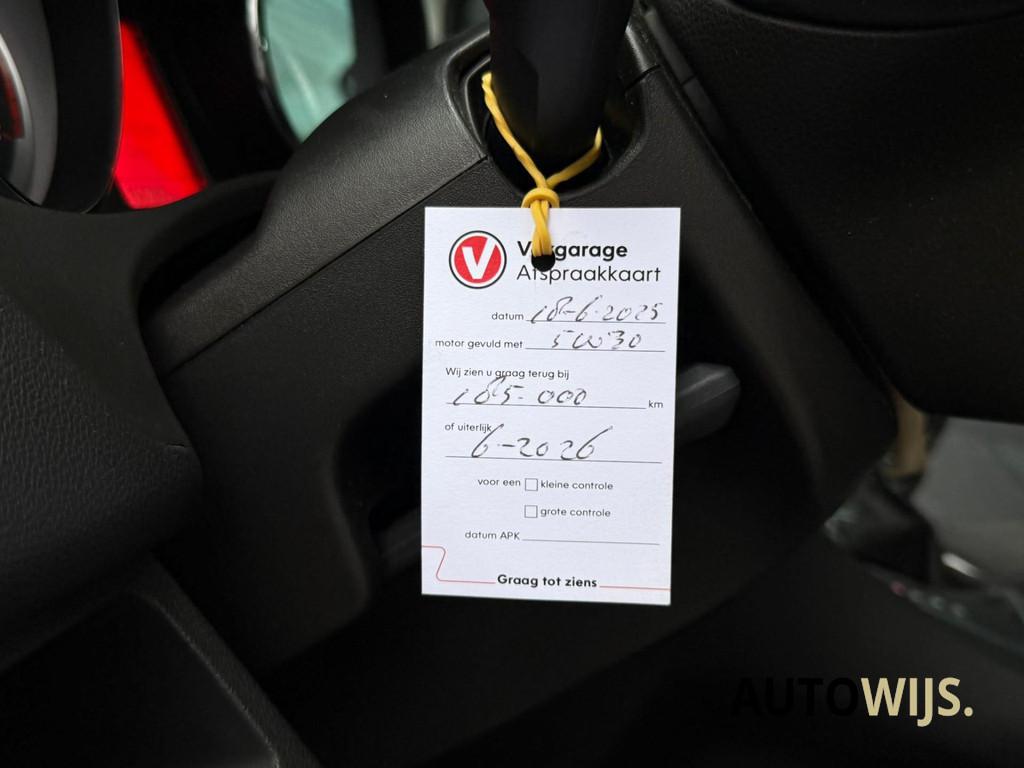 V
Vakgarage
Afspraakkaart
datum 18-6-2025
motor gevuld met 5W30
Wij zien u graag terug bij
185-000 km
of uiterlijk
6-2026
voor een kleine controle
grote controle
datum APK
Graag tot ziens
AUTOWIJS.